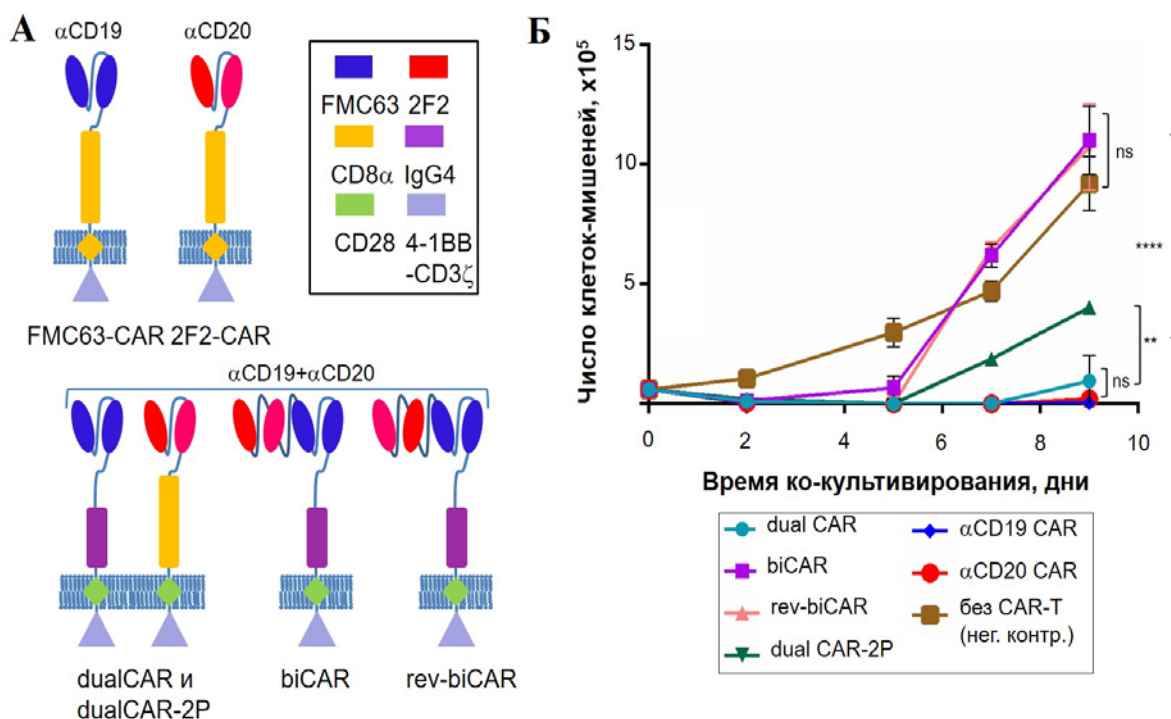 А
αCD19
αCD20
FMC63 2F2
CD8α IgG4
CD28 4-1BB
-CD3ζ
FMC63-CAR 2F2-CAR
αCD19+αCD20
dualCAR и
dualCAR-2P
biCAR
rev-biCAR
Б
Число клеток-мишеней, x10⁵
15
10
5
0
2
4
6
8
10
ns
****
**
ns
Время ко-культивирования, дни
dual CAR
biCAR
rev-biCAR
dual CAR-2P
αCD19 CAR
αCD20 CAR
без CAR-T
(нег. контр.)